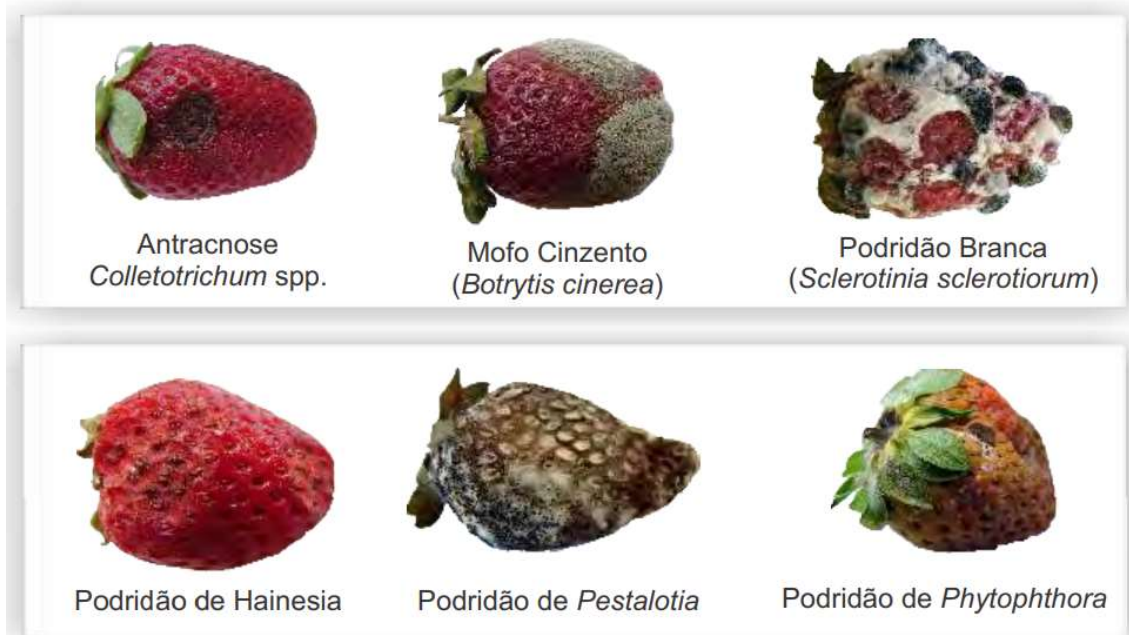 Antracnose
Colletotrichum spp.
Mofo Cinzento
(Botrytis cinerea)
Podridão Branca
(Sclerotinia sclerotiorum)
Podridão de Hainesia
Podridão de Pestalotia
Podridão de Phytophthora